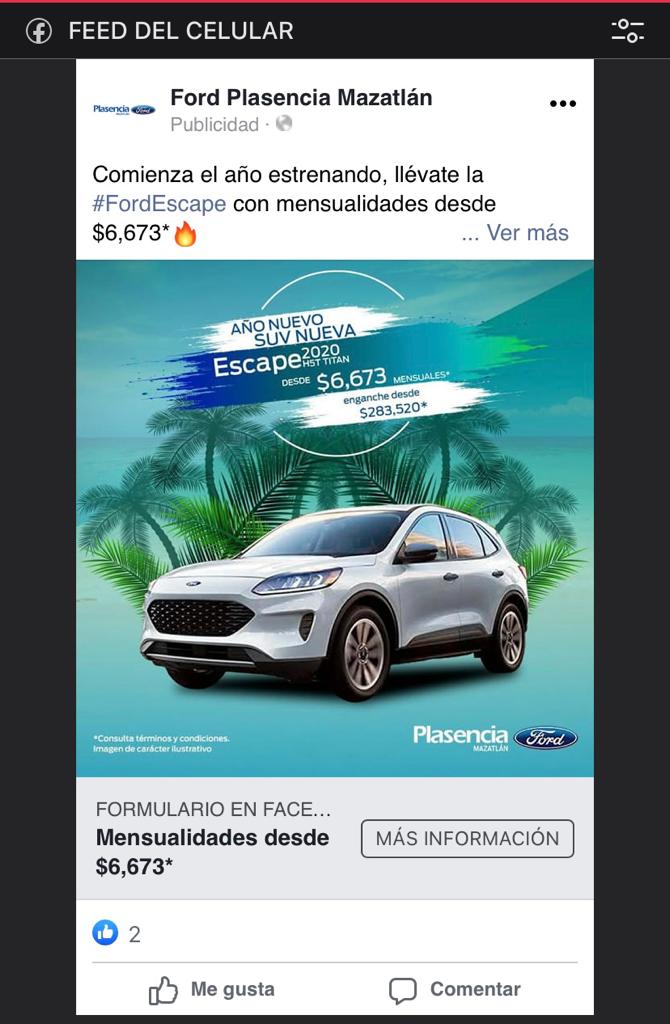 FEED DEL CELULAR
Plasencia Ford
MAZATLÁN
Ford Plasencia Mazatlán
Publicidad ·
Comienza el año estrenando, llévate la
#FordEscape con mensualidades desde
$6,673*🔥 ... Ver más
AÑO NUEVO
SUV NUEVA
Escape 2020
HST TITAN
DESDE $6,673 MENSUALES*
enganche desde
$283,520*
Ford
*Consulta términos y condiciones.
Imagen de carácter ilustrativo
Plasencia Ford
MAZATLÁN
FORMULARIO EN FACE...
Mensualidades desde
$6,673*
MÁS INFORMACIÓN
2
Me gusta Comentar